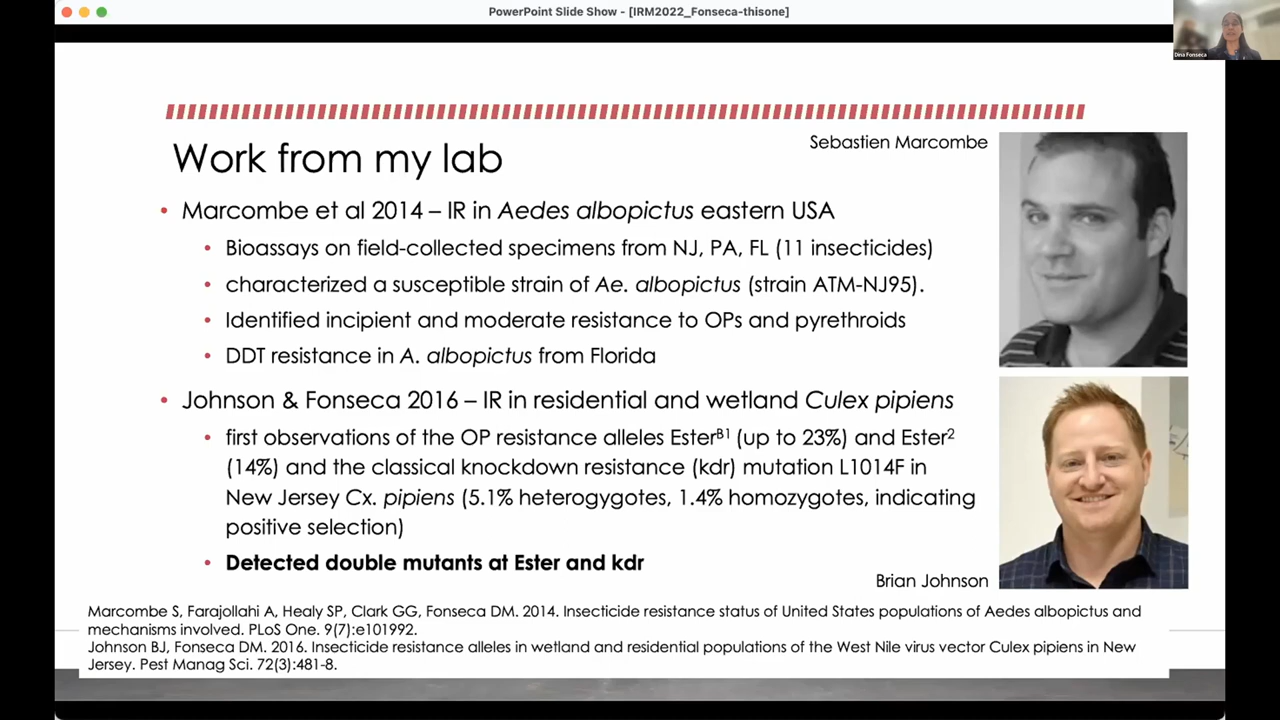 PowerPoint Slide Show - [IRM2022_Fonseca-thisone]
Dina Fonseca
Sebastien Marcombe
Work from my lab
• Marcombe et al 2014 – IR in Aedes albopictus eastern USA
• Bioassays on field-collected specimens from NJ, PA, FL (11 insecticides)
• characterized a susceptible strain of Ae. albopictus (strain ATM-NJ95).
• Identified incipient and moderate resistance to OPs and pyrethroids
• DDT resistance in A. albopictus from Florida
• Johnson & Fonseca 2016 – IR in residential and wetland Culex pipiens
• first observations of the OP resistance alleles Ester^B1 (up to 23%) and Ester^2
(14%) and the classical knockdown resistance (kdr) mutation L1014F in
New Jersey Cx. pipiens (5.1% heterogygotes, 1.4% homozygotes, indicating
positive selection)
• Detected double mutants at Ester and kdr
Brian Johnson
Marcombe S, Farajollahi A, Healy SP, Clark GG, Fonseca DM. 2014. Insecticide resistance status of United States populations of Aedes albopictus and
mechanisms involved. PLoS One. 9(7):e101992.
Johnson BJ, Fonseca DM. 2016. Insecticide resistance alleles in wetland and residential populations of the West Nile virus vector Culex pipiens in New
Jersey. Pest Manag Sci. 72(3):481-8.